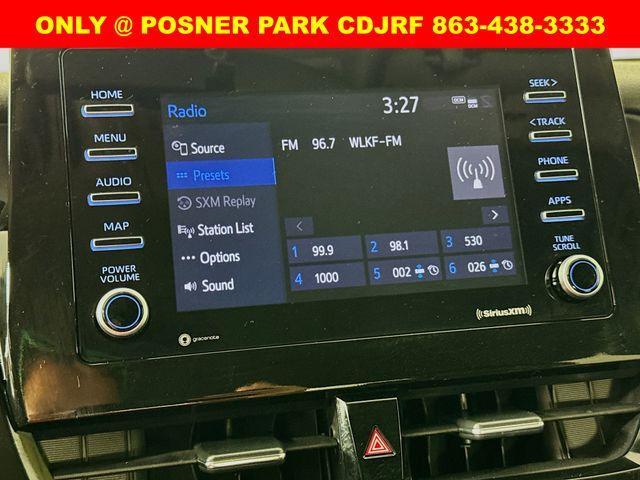 ONLY @ POSNER PARK CDJRF 863-438-3333
HOME
MENU
AUDIO
MAP
POWER
VOLUME
Radio
3:27
DCM
Source
Presets
SXM Replay
Station List
Options
Sound
FM 96.7 WLKF-FM
<
>
1 99.9
2 98.1
3 530
4 1000
5 002
6 026
gracenote
((SiriusXM))
SEEK >
< TRACK
PHONE
APPS
TUNE
SCROLL